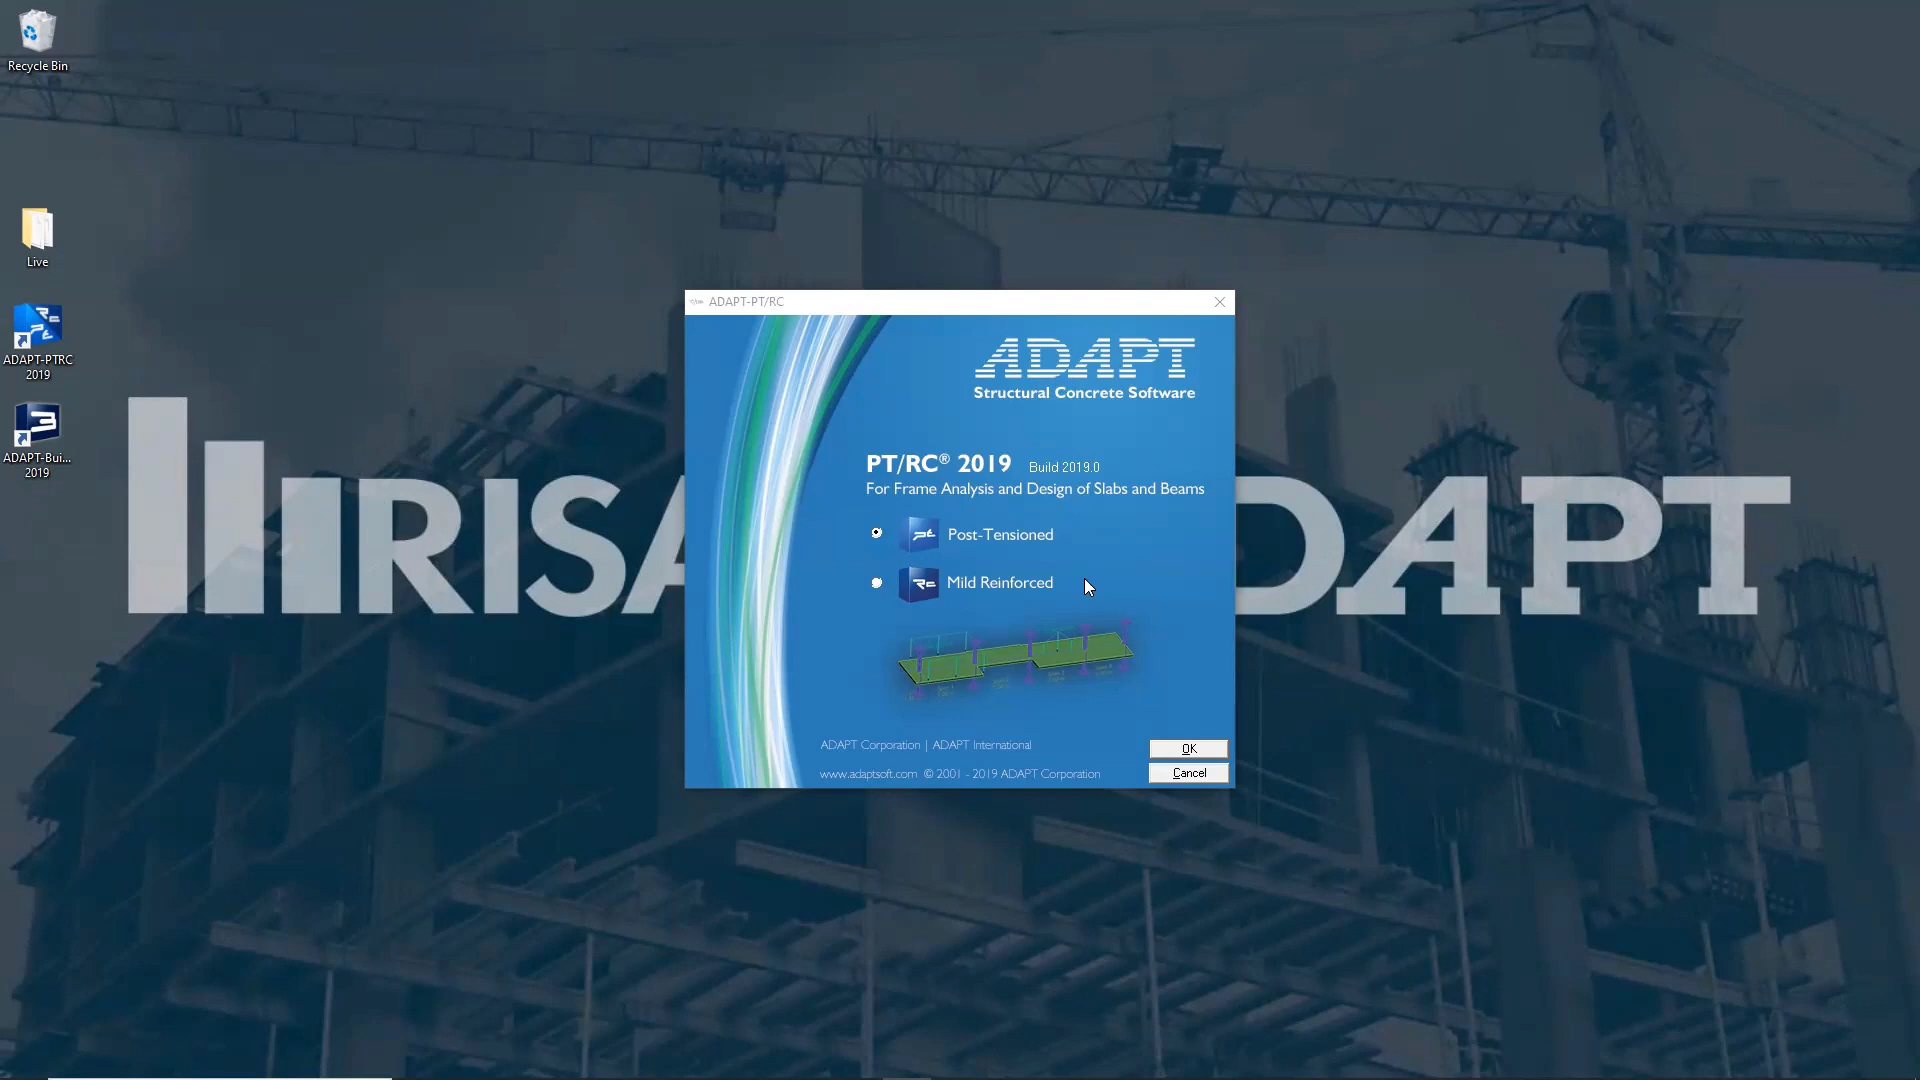 Recycle Bin
Live
ADAPT-PTRC
2019
ADAPT-Bui...
2019
RISA
DAPT
ADAPT-PT/RC
ADAPT
Structural Concrete Software
PT/RC® 2019 Build 2019.0
For Frame Analysis and Design of Slabs and Beams
Post-Tensioned
Mild Reinforced
ADAPT Corporation | ADAPT International
www.adaptsoft.com © 2001 - 2019 ADAPT Corporation
OK
Cancel